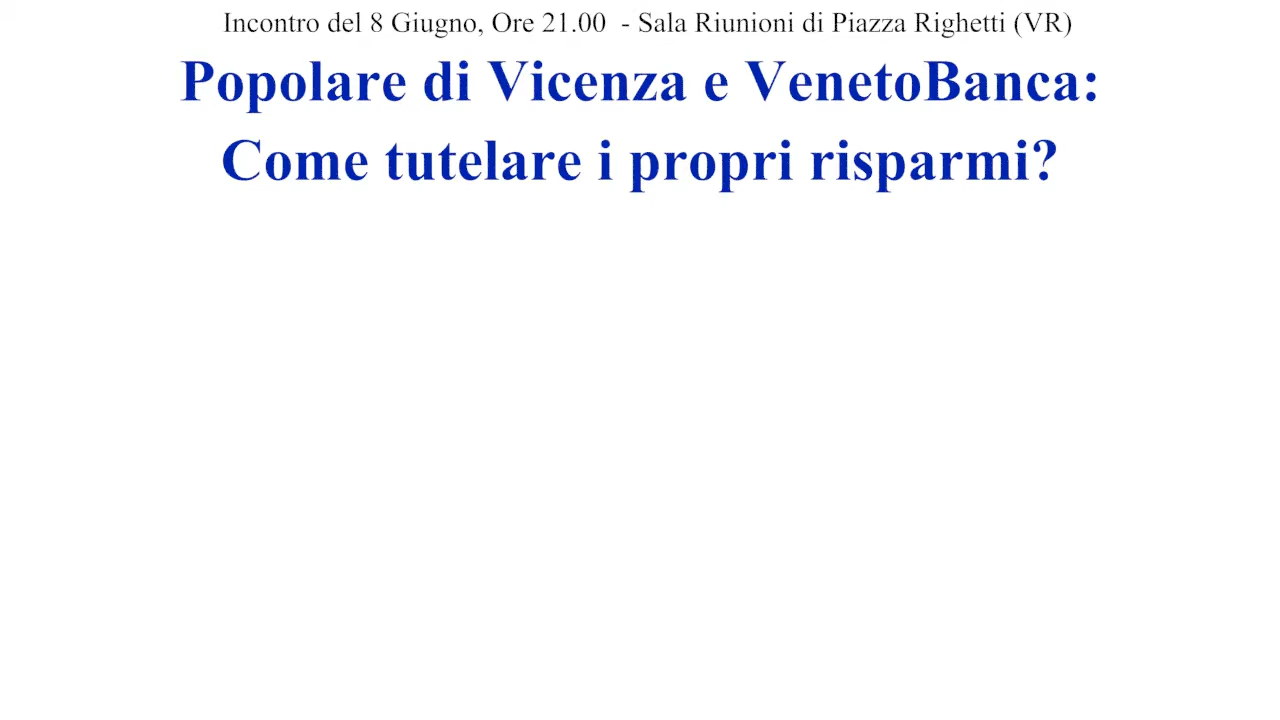 Incontro del 8 Giugno, Ore 21.00  - Sala Riunioni di Piazza Righetti (VR)
Popolare di Vicenza e VenetoBanca:
Come tutelare i propri risparmi?